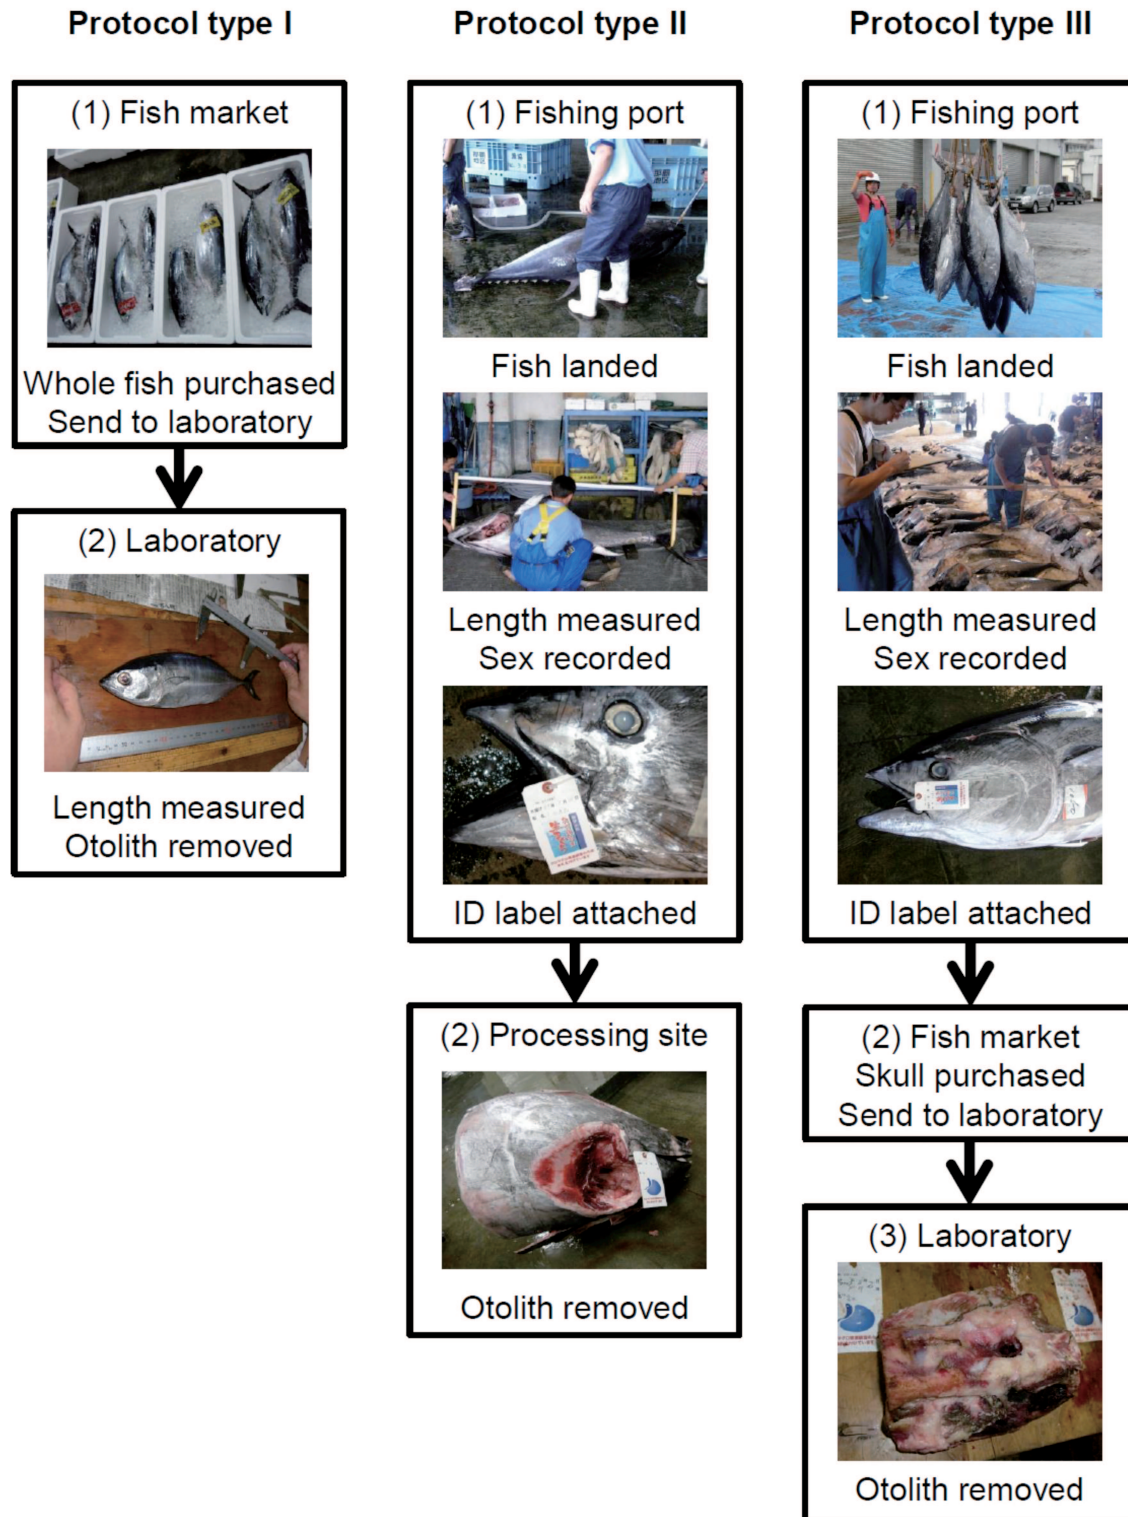 Protocol type I
(1) Fish market
Whole fish purchased
Send to laboratory
(2) Laboratory
Length measured
Otolith removed
Protocol type II
(1) Fishing port
Fish landed
Length measured
Sex recorded
ID label attached
(2) Processing site
Otolith removed
Protocol type III
(1) Fishing port
Fish landed
Length measured
Sex recorded
ID label attached
(2) Fish market
Skull purchased
Send to laboratory
(3) Laboratory
Otolith removed